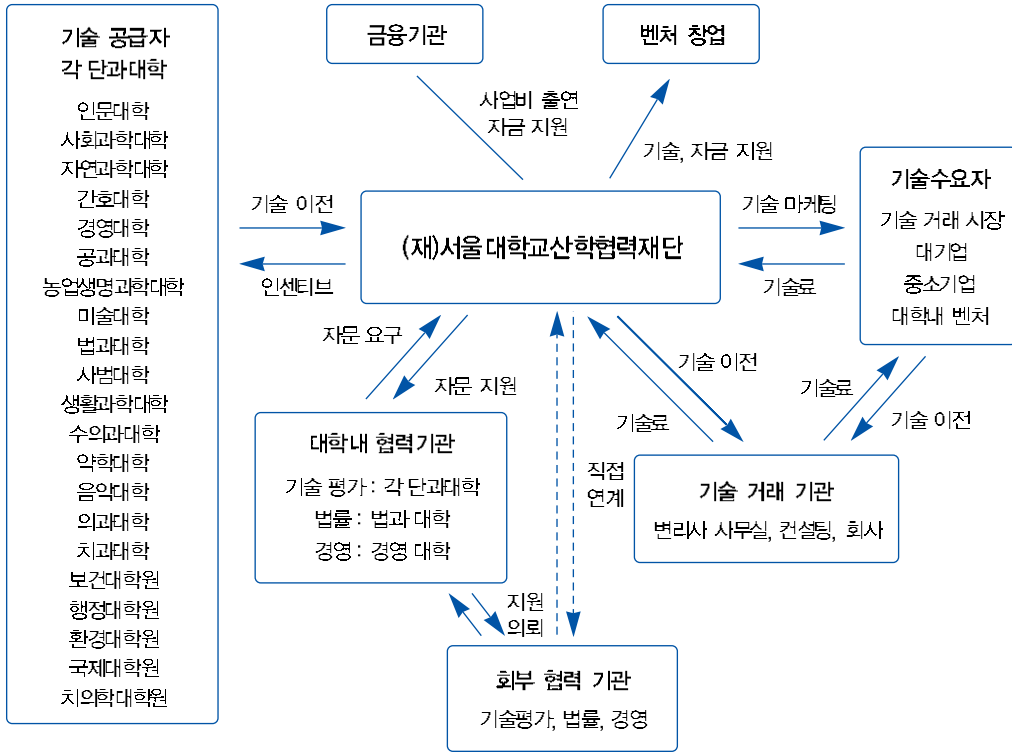 기술 공급자
각 단과대학
인문대학
사회과학대학
자연과학대학
간호대학
경영대학
공과대학
농업생명과학대학
미술대학
법과대학
사범대학
생활과학대학
수의과대학
약학대학
음악대학
의과대학
치과대학
보건대학원
행정대학원
환경대학원
국제대학원
치의학대학원
금융기관
벤처 창업
사업비 출연
자금 지원
기술, 자금 지원
기술 이전
인센티브
(재)서울대학교산학협력재단
기술 마케팅
기술료
기술수요자
기술 거래 시장
대기업
중소기업
대학내 벤처
자문 요구
자문 지원
기술 이전
기술료
기술료
기술 이전
대학내 협력기관
기술 평가 : 각 단과대학
법률 : 법과 대학
경영 : 경영 대학
직접
연계
기술 거래 기관
변리사 사무실, 컨설팅, 회사
지원
의뢰
회부 협력 기관
기술평가, 법률, 경영